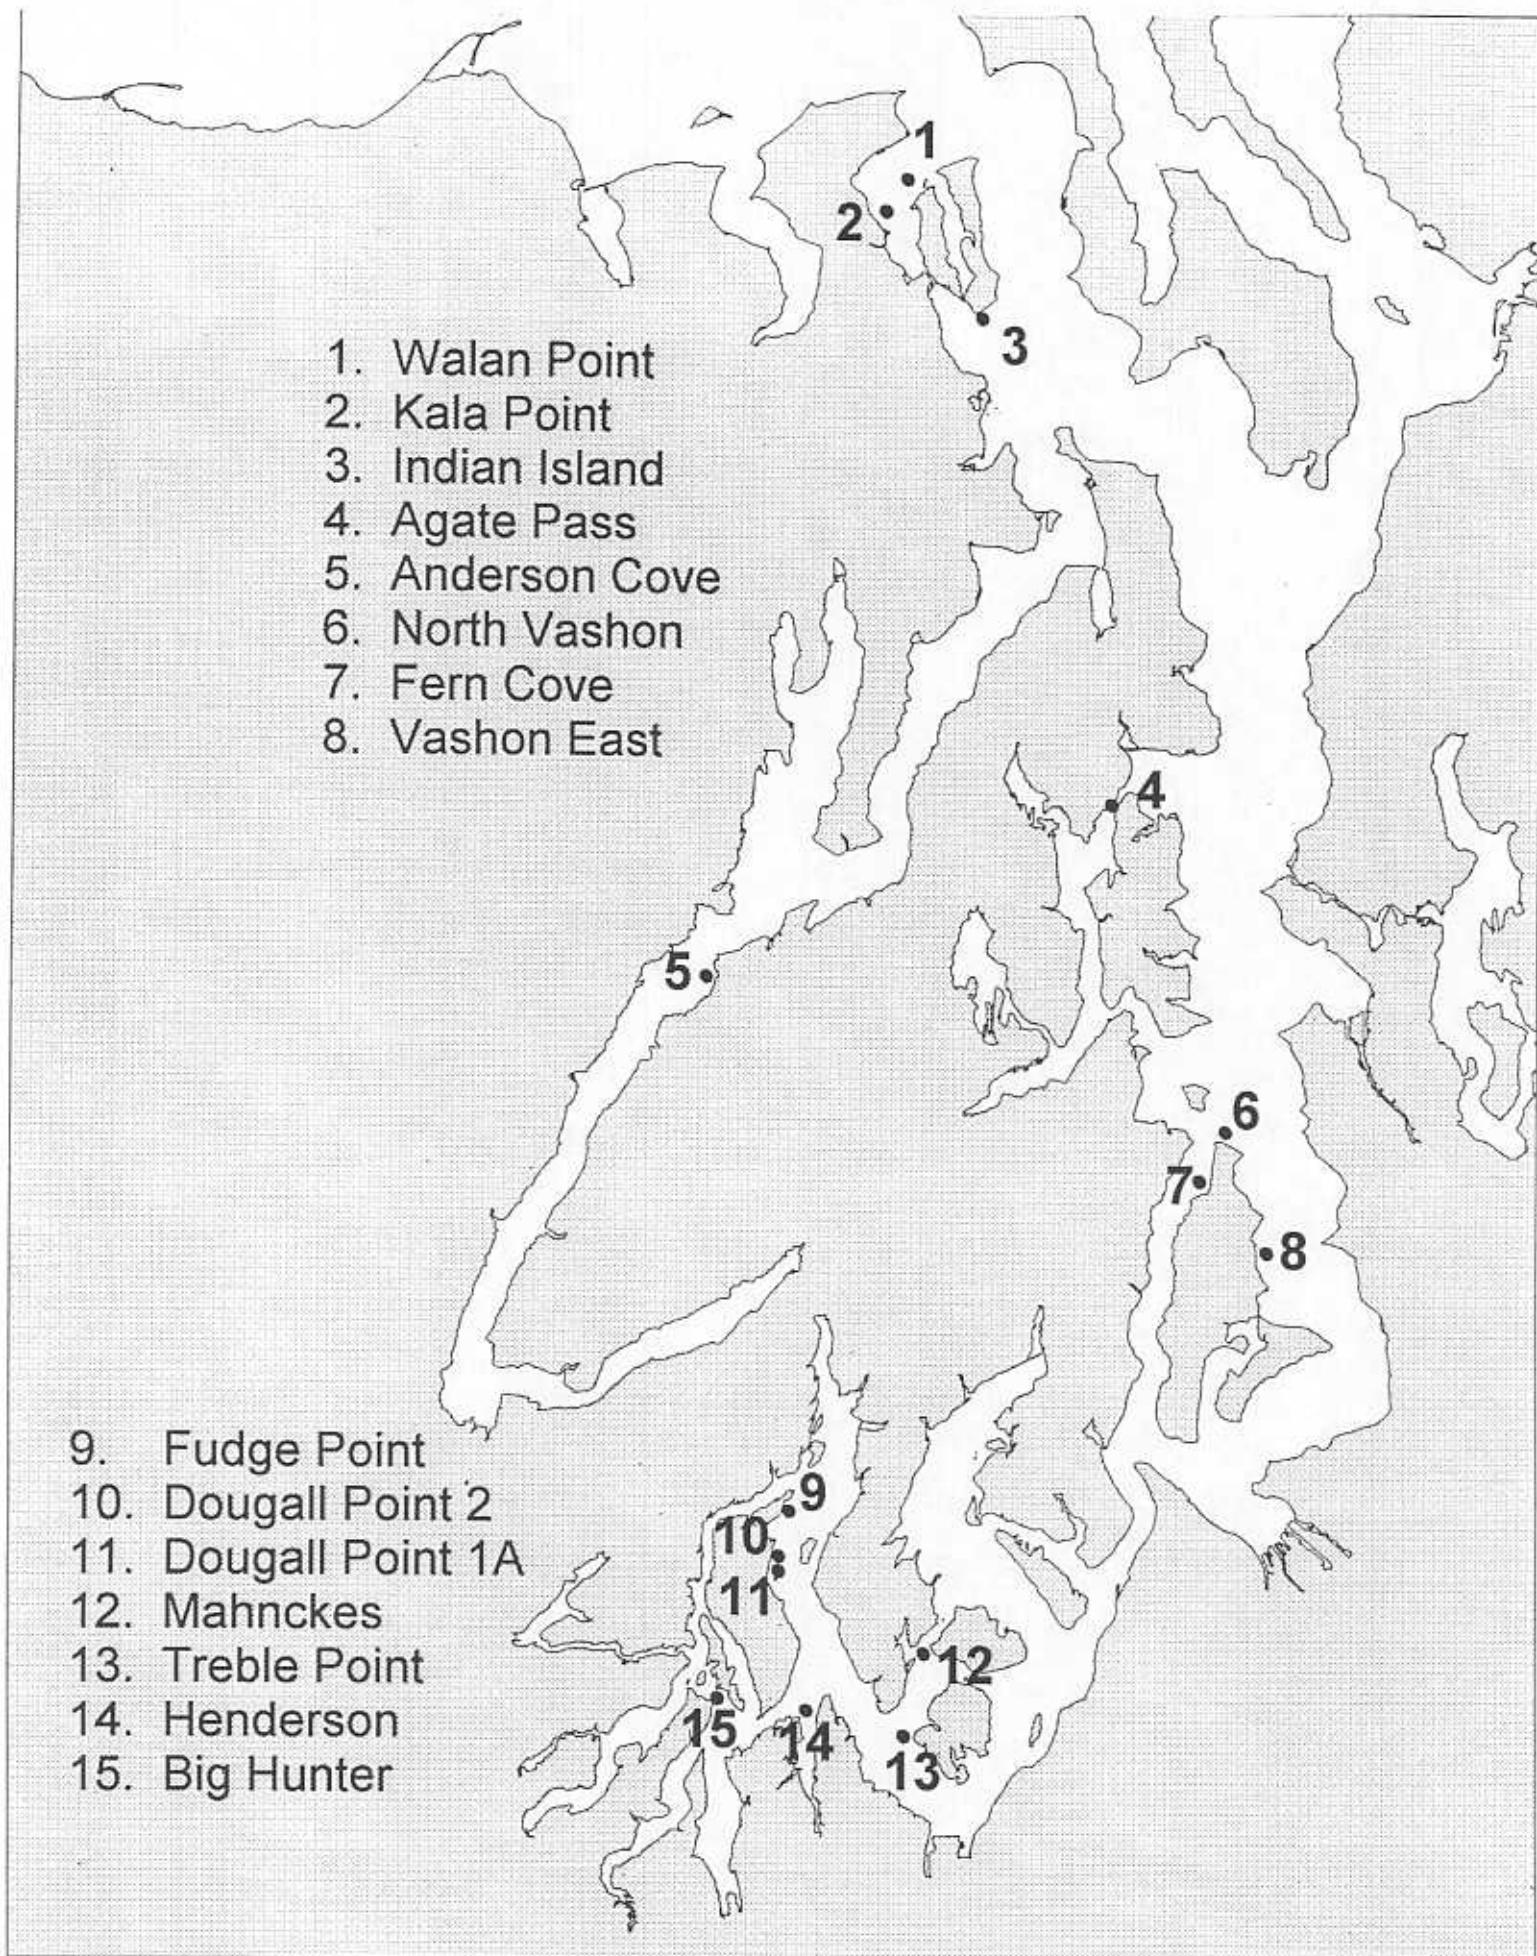 1
2
3
1. Walan Point
2. Kala Point
3. Indian Island
4. Agate Pass
5. Anderson Cove
6. North Vashon
7. Fern Cove
8. Vashon East
4
5
6
7
8
9. Fudge Point
10. Dougall Point 2
11. Dougall Point 1A
12. Mahnckes
13. Treble Point
14. Henderson
15. Big Hunter
9
10
11
12
15
14
13